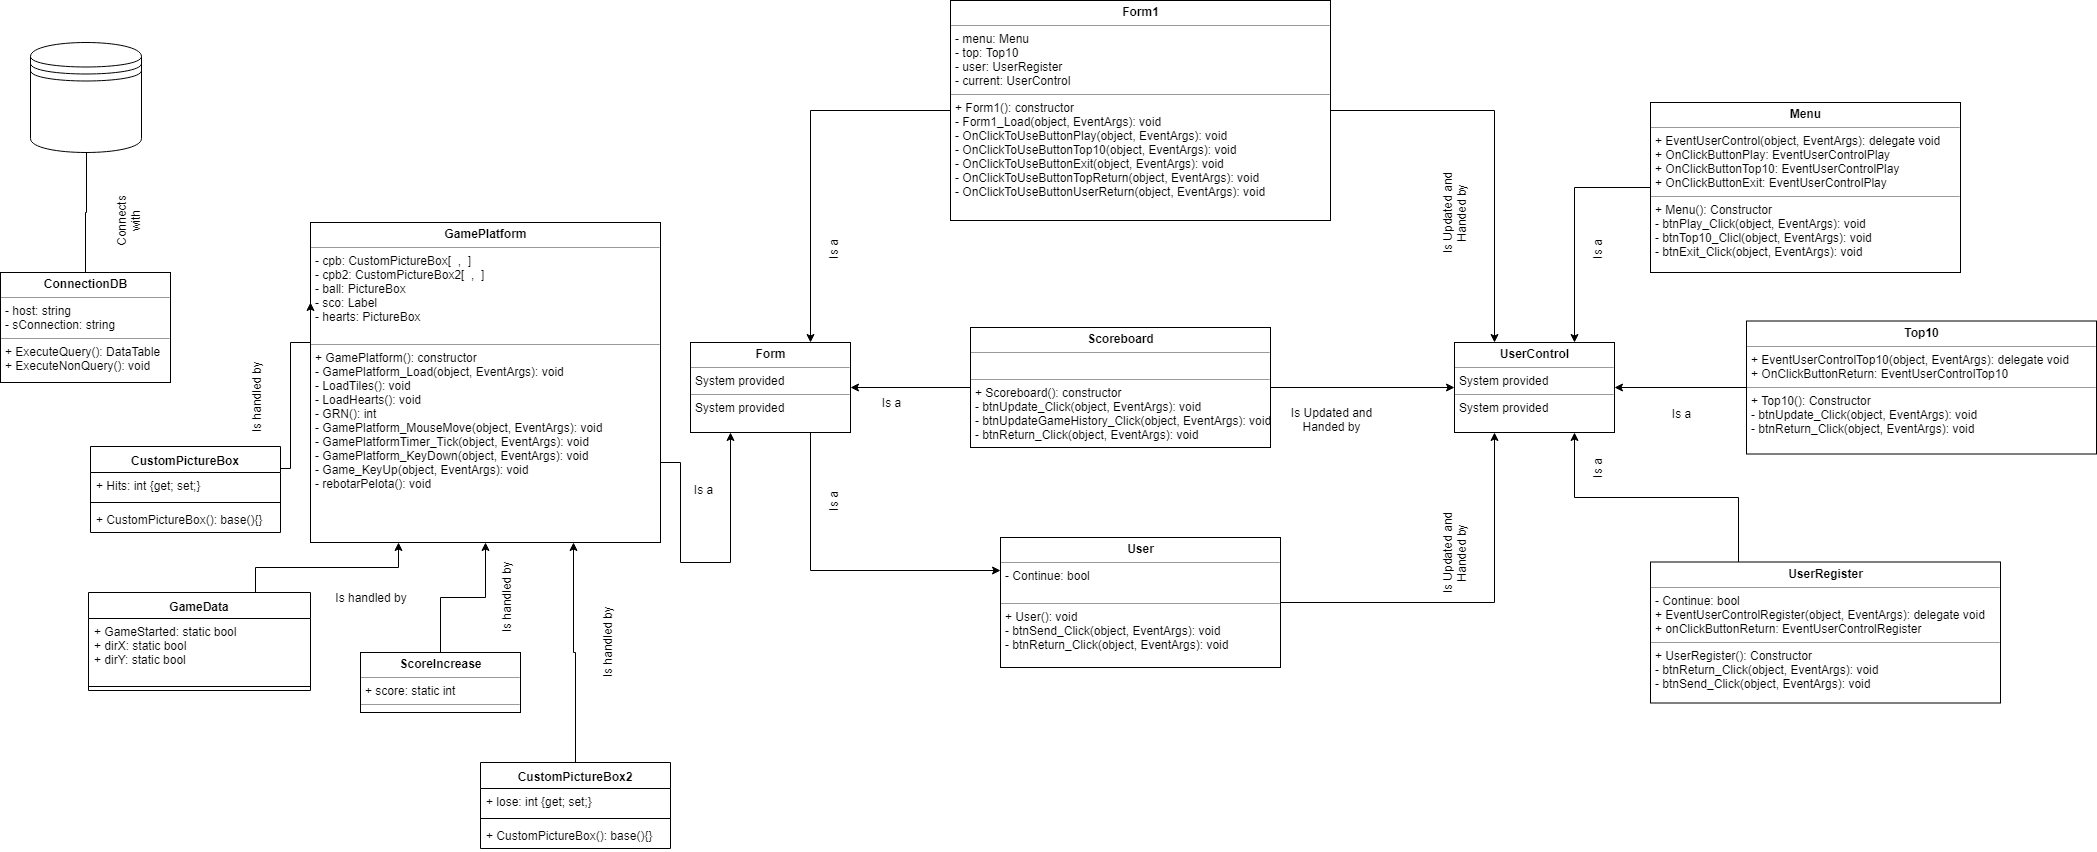 Connects
with
ConnectionDB
- host: string
- sConnection: string
+ ExecuteQuery(): DataTable
+ ExecuteNonQuery(): void
Is handled by
CustomPictureBox
+ Hits: int {get; set;}
+ CustomPictureBox(): base(){}
GamePlatform
- cpb: CustomPictureBox[ , ]
- cpb2: CustomPictureBox2[ , ]
- ball: PictureBox
- sco: Label
- hearts: PictureBox
+ GamePlatform(): constructor
- GamePlatform_Load(object, EventArgs): void
- LoadTiles(): void
- LoadHearts(): void
- GRN(): int
- GamePlatform_MouseMove(object, EventArgs): void
- GamePlatformTimer_Tick(object, EventArgs): void
- GamePlatform_KeyDown(object, EventArgs): void
- Game_KeyUp(object, EventArgs): void
- rebotarPelota(): void
Is handled by
GameData
+ GameStarted: static bool
+ dirX: static bool
+ dirY: static bool
Is handled by
ScoreIncrease
+ score: static int
Is handled by
CustomPictureBox2
+ lose: int {get; set;}
+ CustomPictureBox(): base(){}
Is a
Form
System provided
System provided
Is a
Form1
- menu: Menu
- top: Top10
- user: UserRegister
- current: UserControl
+ Form1(): constructor
- Form1_Load(object, EventArgs): void
- OnClickToUseButtonPlay(object, EventArgs): void
- OnClickToUseButtonTop10(object, EventArgs): void
- OnClickToUseButtonExit(object, EventArgs): void
- OnClickToUseButtonTopReturn(object, EventArgs): void
- OnClickToUseButtonUserReturn(object, EventArgs): void
Is Updated and
Handed by
Is a
Scoreboard
+ Scoreboard(): constructor
- btnUpdate_Click(object, EventArgs): void
- btnUpdateGameHistory_Click(object, EventArgs): void
- btnReturn_Click(object, EventArgs): void
Is Updated and
Handed by
Is a
User
- Continue: bool
+ User(): void
- btnSend_Click(object, EventArgs): void
- btnReturn_Click(object, EventArgs): void
Is Updated and
Handed by
UserControl
System provided
System provided
Is a
Menu
+ EventUserControl(object, EventArgs): delegate void
+ OnClickButtonPlay: EventUserControlPlay
+ OnClickButtonTop10: EventUserControlPlay
+ OnClickButtonExit: EventUserControlPlay
+ Menu(): Constructor
- btnPlay_Click(object, EventArgs): void
- btnTop10_Clicl(object, EventArgs): void
- btnExit_Click(object, EventArgs): void
Is a
Top10
+ EventUserControlTop10(object, EventArgs): delegate void
+ OnClickButtonReturn: EventUserControlTop10
+ Top10(): Constructor
- btnUpdate_Click(object, EventArgs): void
- btnReturn_Click(object, EventArgs): void
Is a
UserRegister
- Continue: bool
+ EventUserControlRegister(object, EventArgs): delegate void
+ onClickButtonReturn: EventUserControlRegister
+ UserRegister(): Constructor
- btnReturn_Click(object, EventArgs): void
- btnSend_Click(object, EventArgs): void